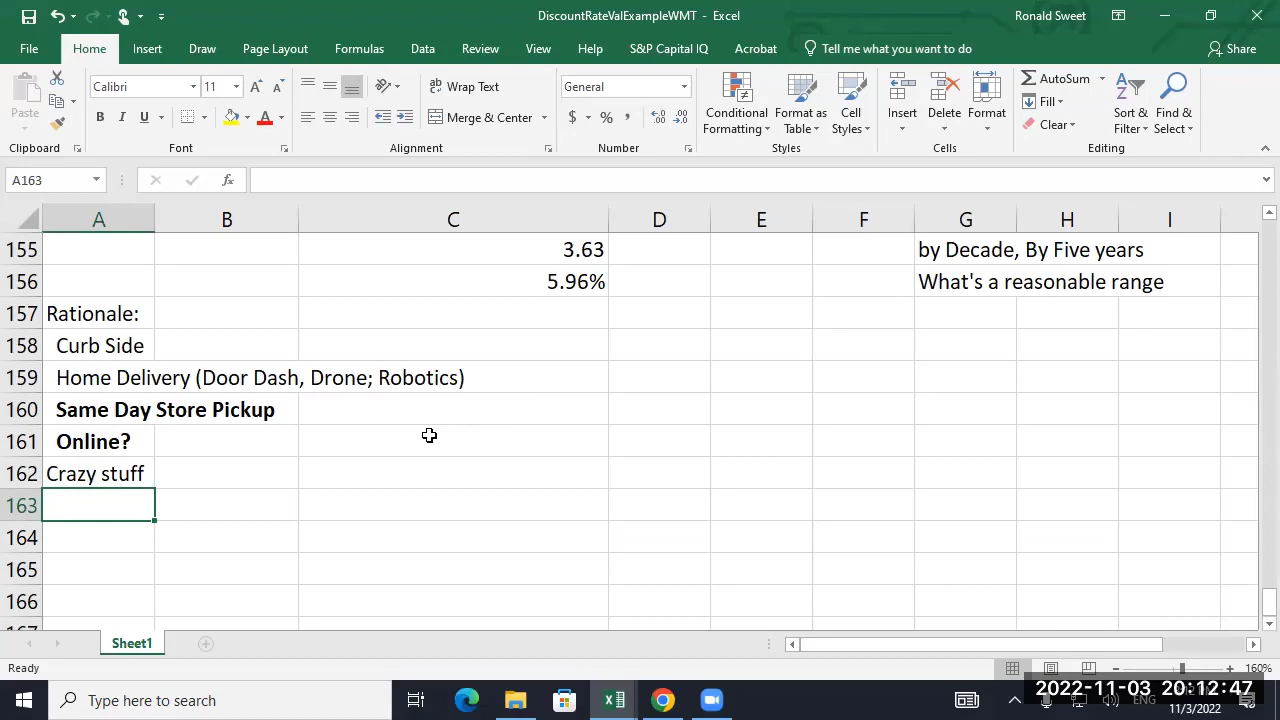 DiscountRateValExampleWMT - Excel
Ronald Sweet
File Home Insert Draw Page Layout Formulas Data Review View Help S&P Capital IQ Acrobat Tell me what you want to do Share
Paste
Calibri 11
B I U
Wrap Text
Merge & Center
General
$ % ,
Conditional Formatting
Format as Table
Cell Styles
Insert Delete Format
AutoSum
Fill
Clear
Sort & Filter
Find & Select
Clipboard Font Alignment Number Styles Cells Editing
A163 fx
A B C D E F G H I
155 3.63 by Decade, By Five years
156 5.96% What's a reasonable range
157 Rationale:
158 Curb Side
159 Home Delivery (Door Dash, Drone; Robotics)
160 Same Day Store Pickup
161 Online?
162 Crazy stuff
163
164
165
166
Sheet1
Ready 160%
Type here to search
ENG
2022-11-03 20:12:47
11/3/2022